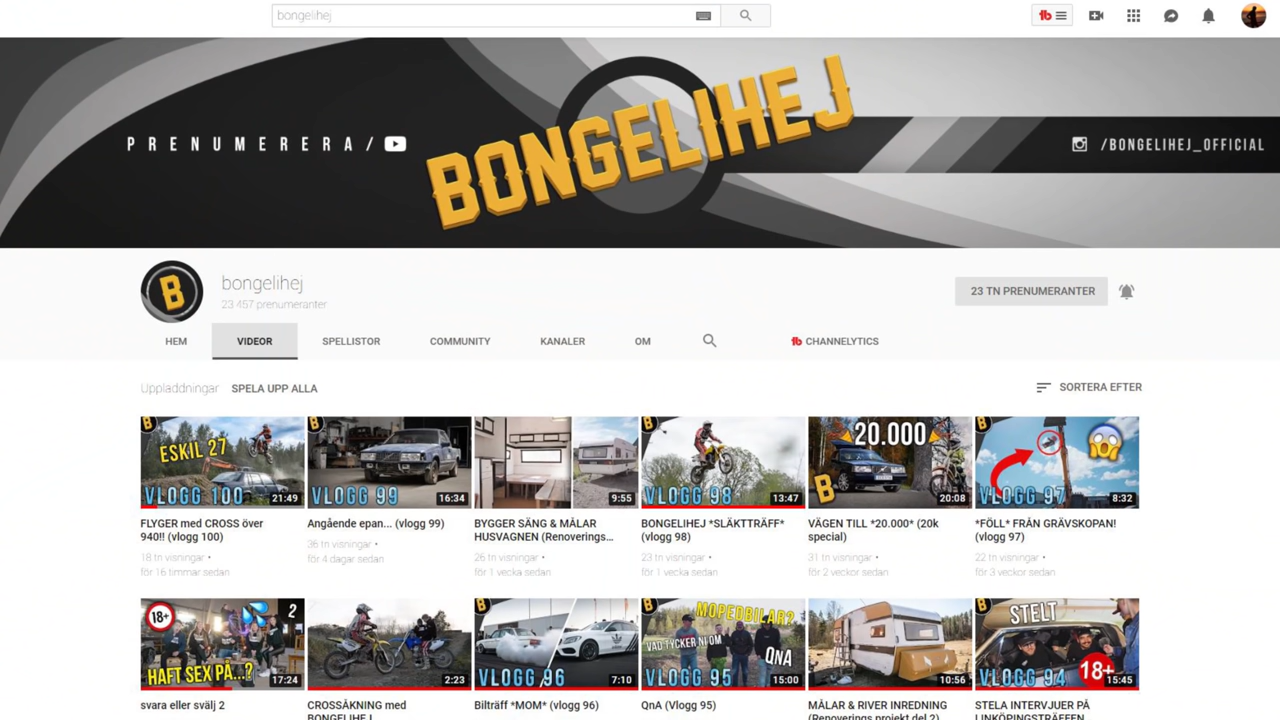 bongelihej
PRENUMERERA/
BONGELIHEJ
/BONGELIHEJ_OFFICIAL
B
bongelihej
23 457 prenumeranter
23 TN PRENUMERANTER
HEM
VIDEOR
SPELLISTOR
COMMUNITY
KANALER
OM
CHANNELYTICS
Uppladdningar
SPELA UPP ALLA
SORTERA EFTER
B
ESKIL 27
VLOGG 100
21:49
B
VLOGG 99
16:34
9:55
B
VLOGG 98
13:47
20.000
B
20:08
B
VLOGG 97
8:32
FLYGER med CROSS över
940!! (vlogg 100)
18 tn visningar •
för 16 timmar sedan
Angående epan... (vlogg 99)
36 tn visningar •
för 4 dagar sedan
BYGGER SÄNG & MÅLAR
HUSVAGNEN (Renoverings...
26 tn visningar •
för 1 vecka sedan
BONGELIHEJ *SLÄKTTRÄFF*
(vlogg 98)
23 tn visningar •
för 1 vecka sedan
VÄGEN TILL *20.000* (20k
special)
31 tn visningar •
för 2 veckor sedan
*FÖLL* FRÅN GRÄVSKOPAN!
(vlogg 97)
22 tn visningar •
för 3 veckor sedan
18+
2
HAFT SEX PÅ...?
17:24
2:23
B
VLOGG 96
7:10
B
MOPEDBILAR?
VAD TYCKER NI OM
QNA
VLOGG 95
15:00
10:56
B
STELT
18+
VLOGG 94
15:45
svara eller svälj 2
CROSSÅKNING med
BONGELIHEJ
Bilträff *MOM* (vlogg 96)
QnA (Vlogg 95)
MÅLAR & RIVER INREDNING
(Renoverings projekt del 2)
STELA INTERVJUER PÅ
LINKÖPINGSTRÄFFEN